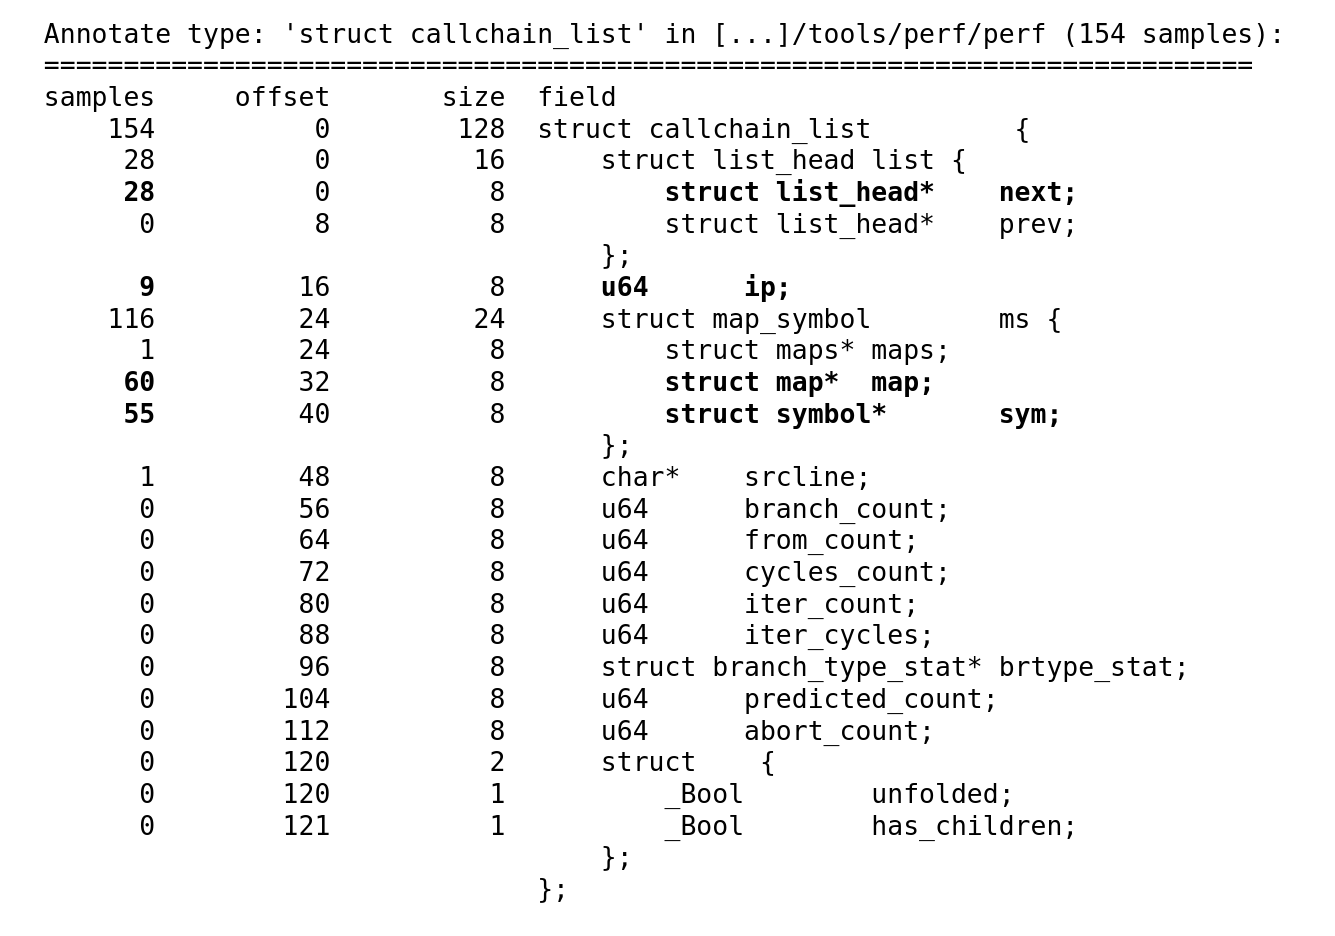 Annotate type: 'struct callchain_list' in [...]/tools/perf/perf (154 samples):
============================================================================
samples     offset       size  field
    154          0        128  struct callchain_list         {
     28          0         16      struct list_head list {
     28          0          8          struct list_head*    next;
      0          8          8          struct list_head*    prev;
                                   };
      9         16          8      u64      ip;
    116         24         24      struct map_symbol        ms {
      1         24          8          struct maps* maps;
     60         32          8          struct map*  map;
     55         40          8          struct symbol*       sym;
                                   };
      1         48          8      char*    srcline;
      0         56          8      u64      branch_count;
      0         64          8      u64      from_count;
      0         72          8      u64      cycles_count;
      0         80          8      u64      iter_count;
      0         88          8      u64      iter_cycles;
      0         96          8      struct branch_type_stat* brtype_stat;
      0        104          8      u64      predicted_count;
      0        112          8      u64      abort_count;
      0        120          2      struct    {
      0        120          1          _Bool        unfolded;
      0        121          1          _Bool        has_children;
                                   };
                               };